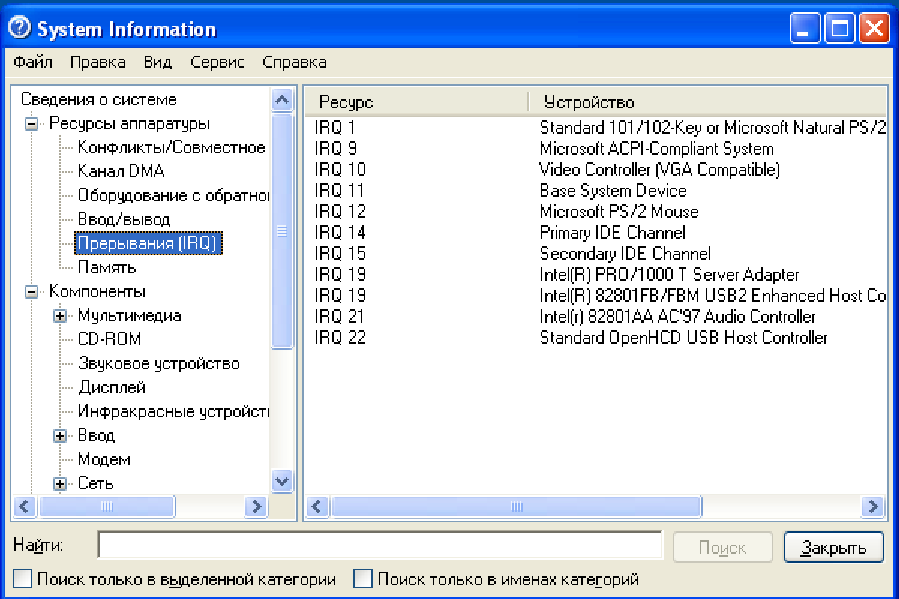 System Information
Файл Правка Вид Сервис Справка
Сведения о системе
Ресурсы аппаратуры
Конфликты/Совместное
Канал DMA
Оборудование с обратно
Ввод/вывод
Прерывания (IRQ)
Память
Компоненты
Мультимедиа
CD-ROM
Звуковое устройство
Дисплей
Инфракрасные устройст
Ввод
Модем
Сеть
Ресурс Устройство
IRQ 1 Standard 101/102-Key or Microsoft Natural PS/2
IRQ 9 Microsoft ACPI-Compliant System
IRQ 10 Video Controller (VGA Compatible)
IRQ 11 Base System Device
IRQ 12 Microsoft PS/2 Mouse
IRQ 14 Primary IDE Channel
IRQ 15 Secondary IDE Channel
IRQ 19 Intel(R) PRO/1000 T Server Adapter
IRQ 19 Intel(R) 82801FB/FBM USB2 Enhanced Host Co
IRQ 21 Intel(r) 82801AA AC'97 Audio Controller
IRQ 22 Standard OpenHCD USB Host Controller
Найти: Поиск Закрыть
Поиск только в выделенной категории Поиск только в именах категорий